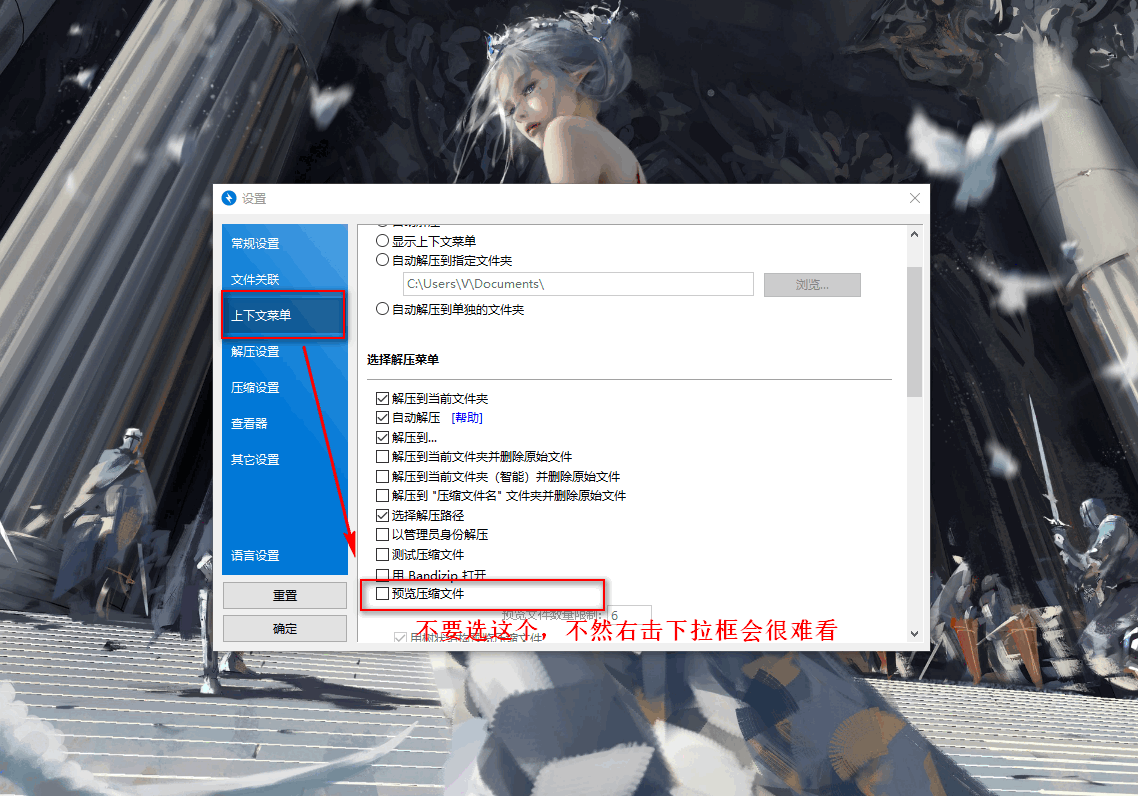 设置
常规设置
文件关联
上下文菜单
解压设置
压缩设置
查看器
其它设置
语言设置
重置
确定
自动解压
显示上下文菜单
自动解压到指定文件夹
C:\Users\V\Documents\
浏览...
自动解压到单独的文件夹
选择解压菜单
解压到当前文件夹
自动解压 [帮助]
解压到...
解压到当前文件夹并删除原始文件
解压到当前文件夹（智能）并删除原始文件
解压到 "压缩文件名" 文件夹并删除原始文件
选择解压路径
以管理员身份解压
测试压缩文件
用 Bandizip 打开
预览压缩文件
预览文件数量限制: 6
不要选这个，不然右击下拉框会很难看